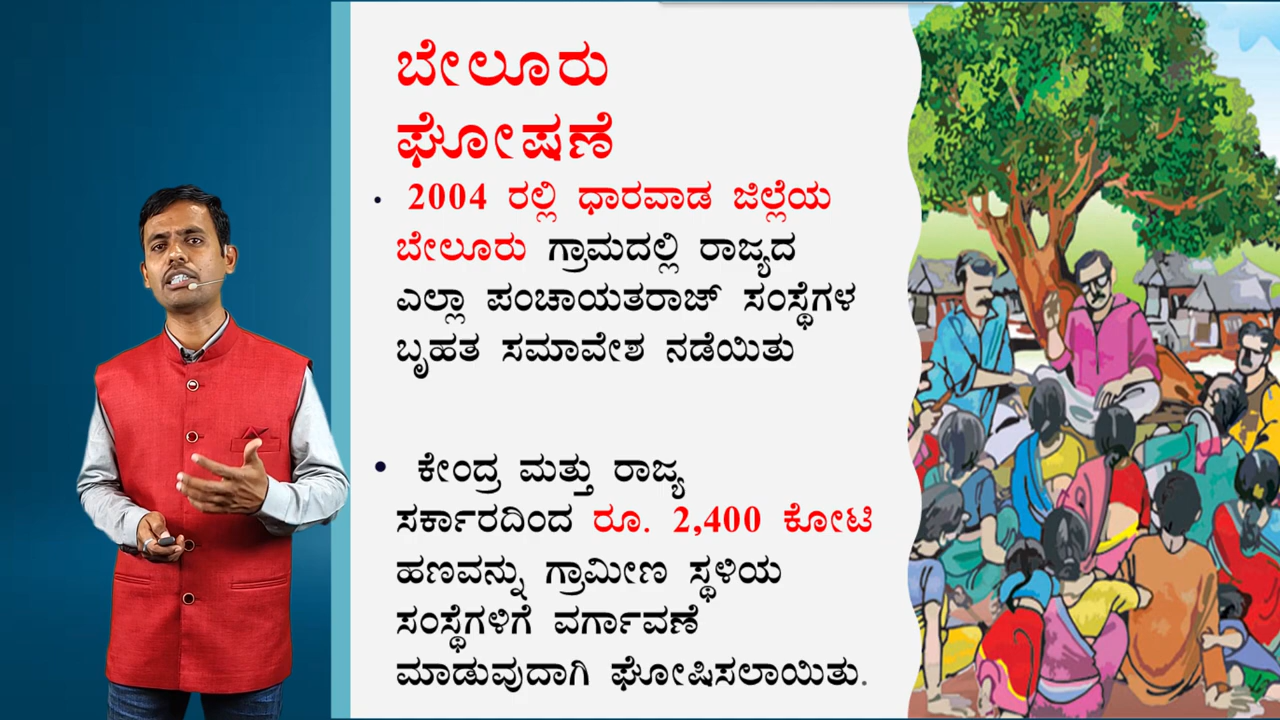 ಬೇಲೂರು
ಘೋಷಣೆ
• 2004 ರಲ್ಲಿ ಧಾರವಾಡ ಜಿಲ್ಲೆಯ
ಬೇಲೂರು ಗ್ರಾಮದಲ್ಲಿ ರಾಜ್ಯದ
ಎಲ್ಲಾ ಪಂಚಾಯತರಾಜ್ ಸಂಸ್ಥೆಗಳ
ಬೃಹತ ಸಮಾವೇಶ ನಡೆಯಿತು
• ಕೇಂದ್ರ ಮತ್ತು ರಾಜ್ಯ
ಸರ್ಕಾರದಿಂದ ರೂ. 2,400 ಕೋಟಿ
ಹಣವನ್ನು ಗ್ರಾಮೀಣ ಸ್ಥಳಿಯ
ಸಂಸ್ಥೆಗಳಿಗೆ ವರ್ಗಾವಣೆ
ಮಾಡುವುದಾಗಿ ಘೋಷಿಸಲಾಯಿತು.